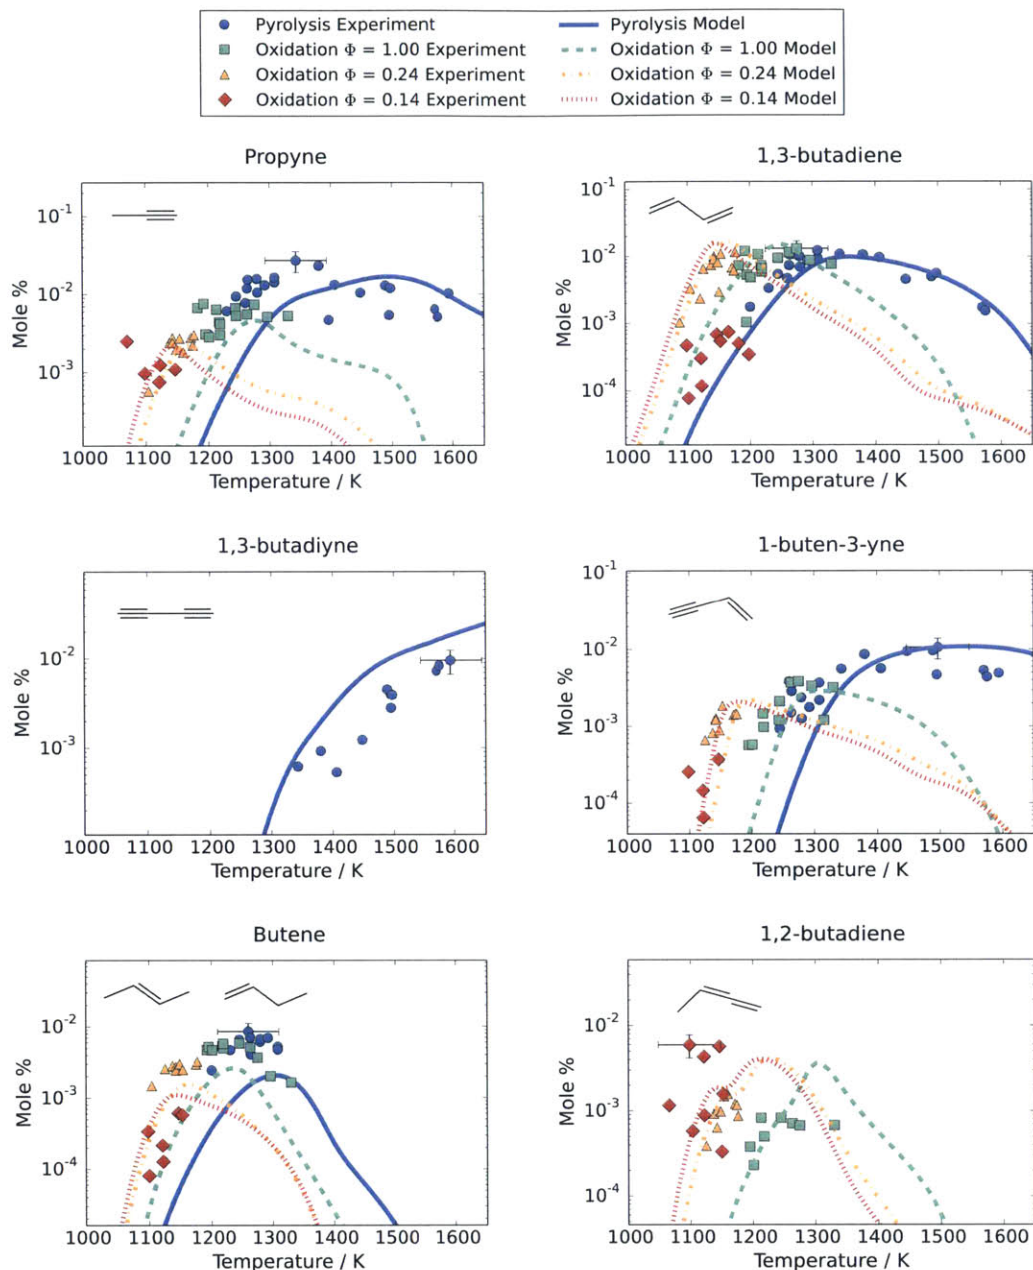 Pyrolysis Experiment
Oxidation Φ = 1.00 Experiment
Oxidation Φ = 0.24 Experiment
Oxidation Φ = 0.14 Experiment
Pyrolysis Model
Oxidation Φ = 1.00 Model
Oxidation Φ = 0.24 Model
Oxidation Φ = 0.14 Model
Propyne
Mole %
10⁻¹
10⁻²
10⁻³
1000 1100 1200 1300 1400 1500 1600
Temperature / K
1,3-butadiene
Mole %
10⁻¹
10⁻²
10⁻³
10⁻⁴
1000 1100 1200 1300 1400 1500 1600
Temperature / K
1,3-butadiyne
Mole %
10⁻²
10⁻³
1000 1100 1200 1300 1400 1500 1600
Temperature / K
1-buten-3-yne
Mole %
10⁻¹
10⁻²
10⁻³
10⁻⁴
1000 1100 1200 1300 1400 1500 1600
Temperature / K
Butene
Mole %
10⁻²
10⁻³
10⁻⁴
1000 1100 1200 1300 1400 1500 1600
Temperature / K
1,2-butadiene
Mole %
10⁻²
10⁻³
10⁻⁴
1000 1100 1200 1300 1400 1500 1600
Temperature / K